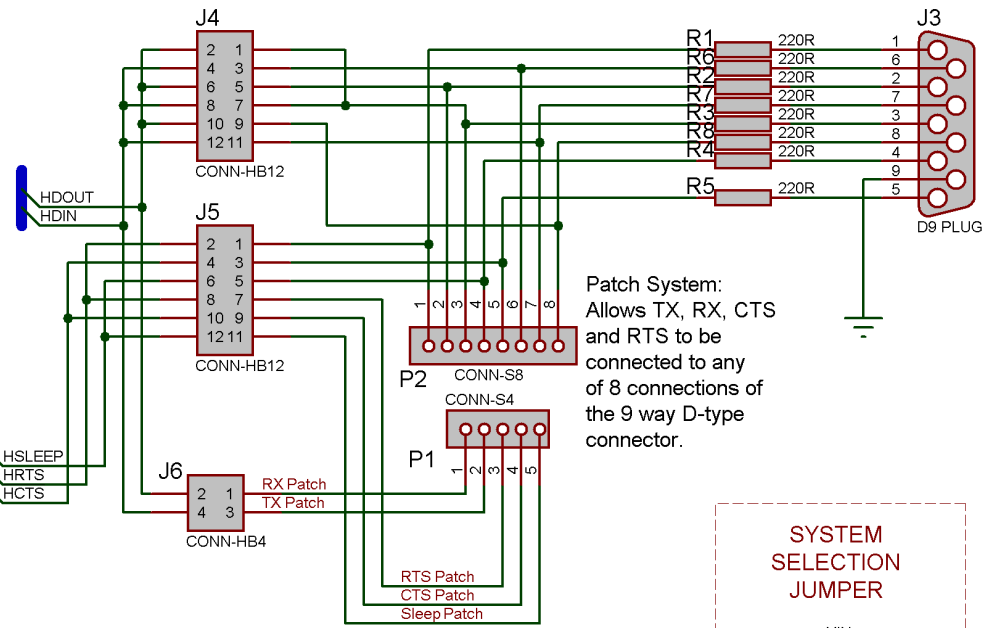 J4
J3
2 1
4 3
6 5
8 7
10 9
12 11
CONN-HB12
R1 220R 1
R6 220R 6
R2 220R 2
R7 220R 7
R3 220R 3
R8 220R 8
R4 220R 4
9
R5 220R 5
D9 PLUG
HDOUT
HDIN
J5
2 1
4 3
6 5
8 7
10 9
12 11
CONN-HB12
1 2 3 4 5 6 7 8
P2
CONN-S8
Patch System:
Allows TX, RX, CTS
and RTS to be
connected to any
of 8 connections of
the 9 way D-type
connector.
CONN-S4
P1
1 2 3 4 5
HSLEEP
HRTS
HCTS
J6
2 1
4 3
CONN-HB4
RX Patch
TX Patch
RTS Patch
CTS Patch
Sleep Patch
SYSTEM
SELECTION
JUMPER